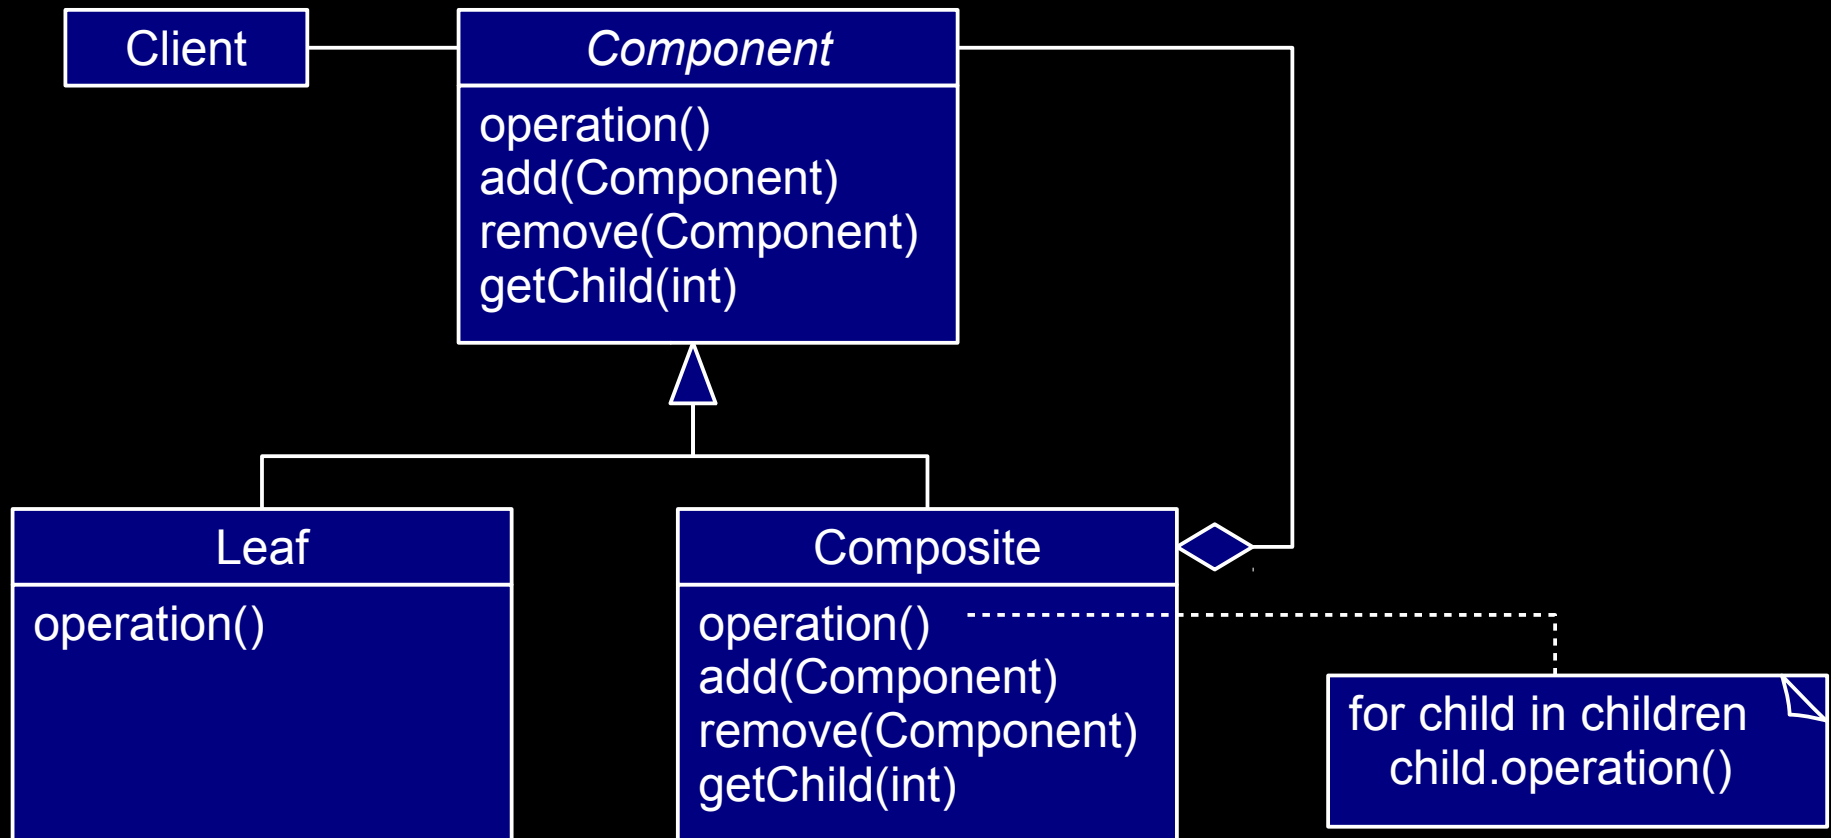 Client
Component
operation()
add(Component)
remove(Component)
getChild(int)
Leaf
operation()
Composite
operation()
add(Component)
remove(Component)
getChild(int)
for child in children
child.operation()